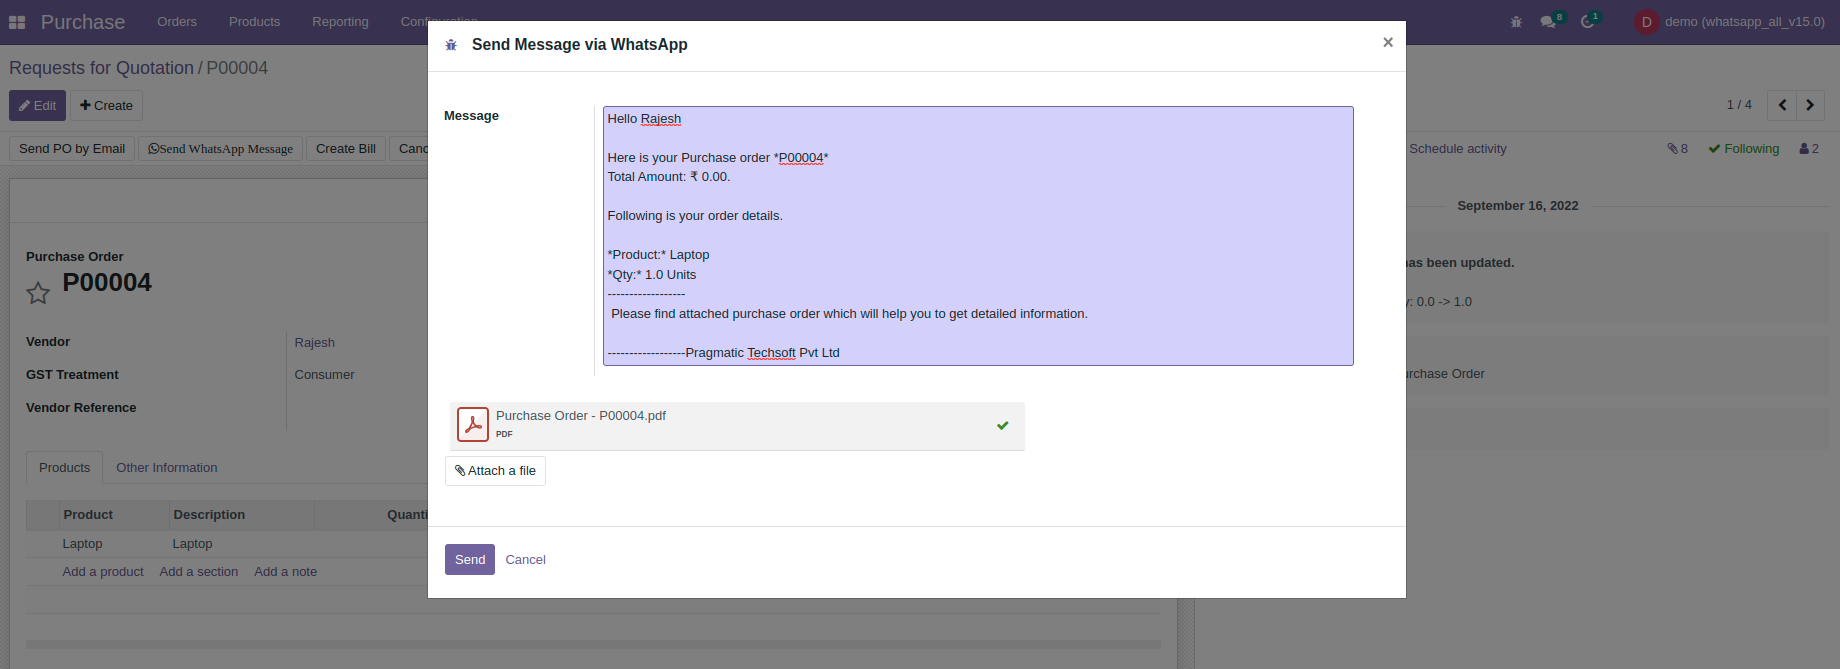 Purchase
Orders
Products
Reporting
8
1
D
demo (whatsapp_all_v15.0)
Requests for Quotation / P00004
Edit
Create
1 / 4
Send PO by Email
Send WhatsApp Message
Create Bill
Schedule activity
8
Following
2
Send Message via WhatsApp
×
Message
Hello Rajesh
Here is your Purchase order *P00004*
Total Amount: ₹ 0.00.
Following is your order details.
*Product:* Laptop
*Qty:* 1.0 Units
------------------
Please find attached purchase order which will help you to get detailed information.
------------------Pragmatic Techsoft Pvt Ltd
Purchase Order - P00004.pdf
PDF
Attach a file
Send
Cancel
Purchase Order
P00004
Vendor
Rajesh
GST Treatment
Consumer
Vendor Reference
Products
Other Information
Product
Description
Laptop
Laptop
Add a product
Add a section
Add a note
September 16, 2022
has been updated.
0.0 -> 1.0
Order